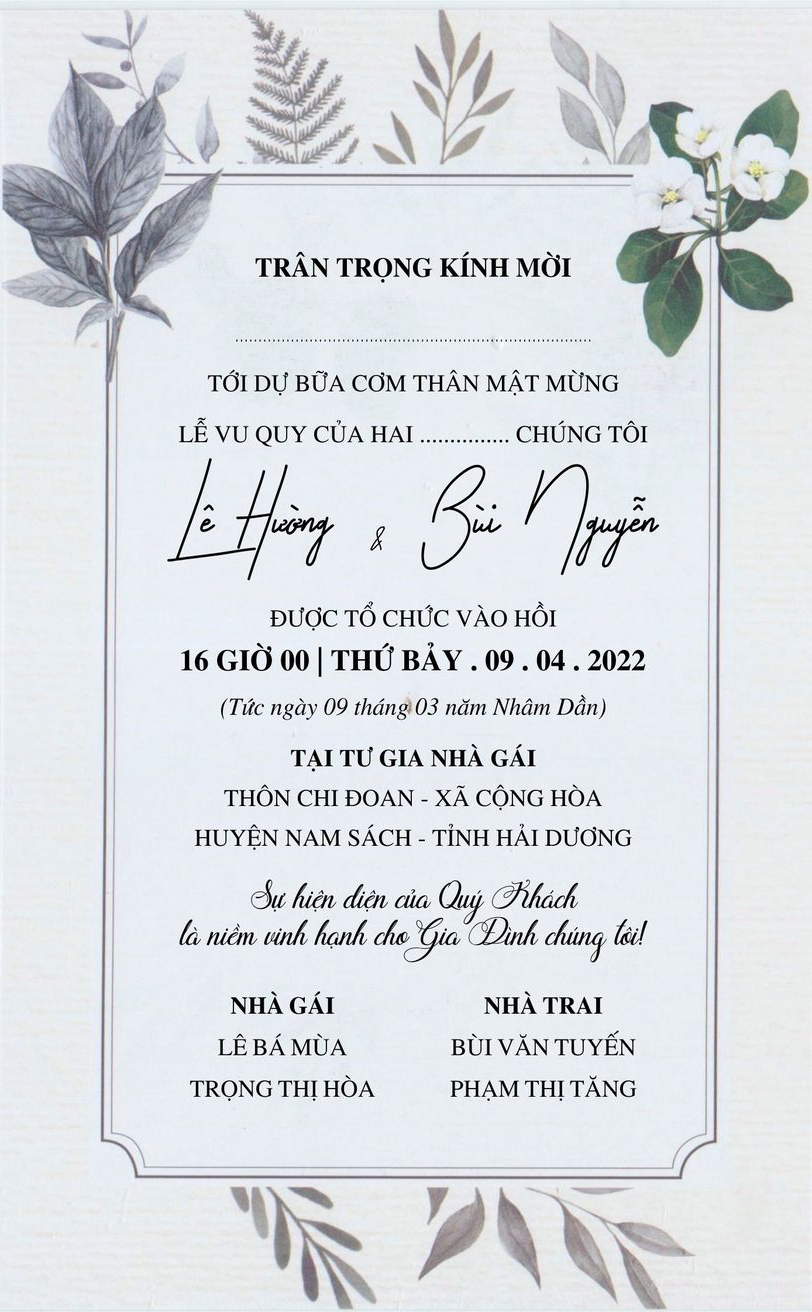 TRÂN TRỌNG KÍNH MỜI
........................................................................................
TỚI DỰ BỮA CƠM THÂN MẬT MỪNG
LỄ VU QUY CỦA HAI ............... CHÚNG TÔI
Lê Hường & Bùi Nguyễn
ĐƯỢC TỔ CHỨC VÀO HỒI
16 GIỜ 00 | THỨ BẢY . 09 . 04 . 2022
(Tức ngày 09 tháng 03 năm Nhâm Dần)
TẠI TƯ GIA NHÀ GÁI
THÔN CHI ĐOAN - XÃ CỘNG HÒA
HUYỆN NAM SÁCH - TỈNH HẢI DƯƠNG
Sự hiện diện của Quý Khách
là niềm vinh hạnh cho Gia Đình chúng tôi!
NHÀ GÁI
LÊ BÁ MÙA
TRỌNG THỊ HÒA
NHÀ TRAI
BÙI VĂN TUYẾN
PHẠM THỊ TĂNG